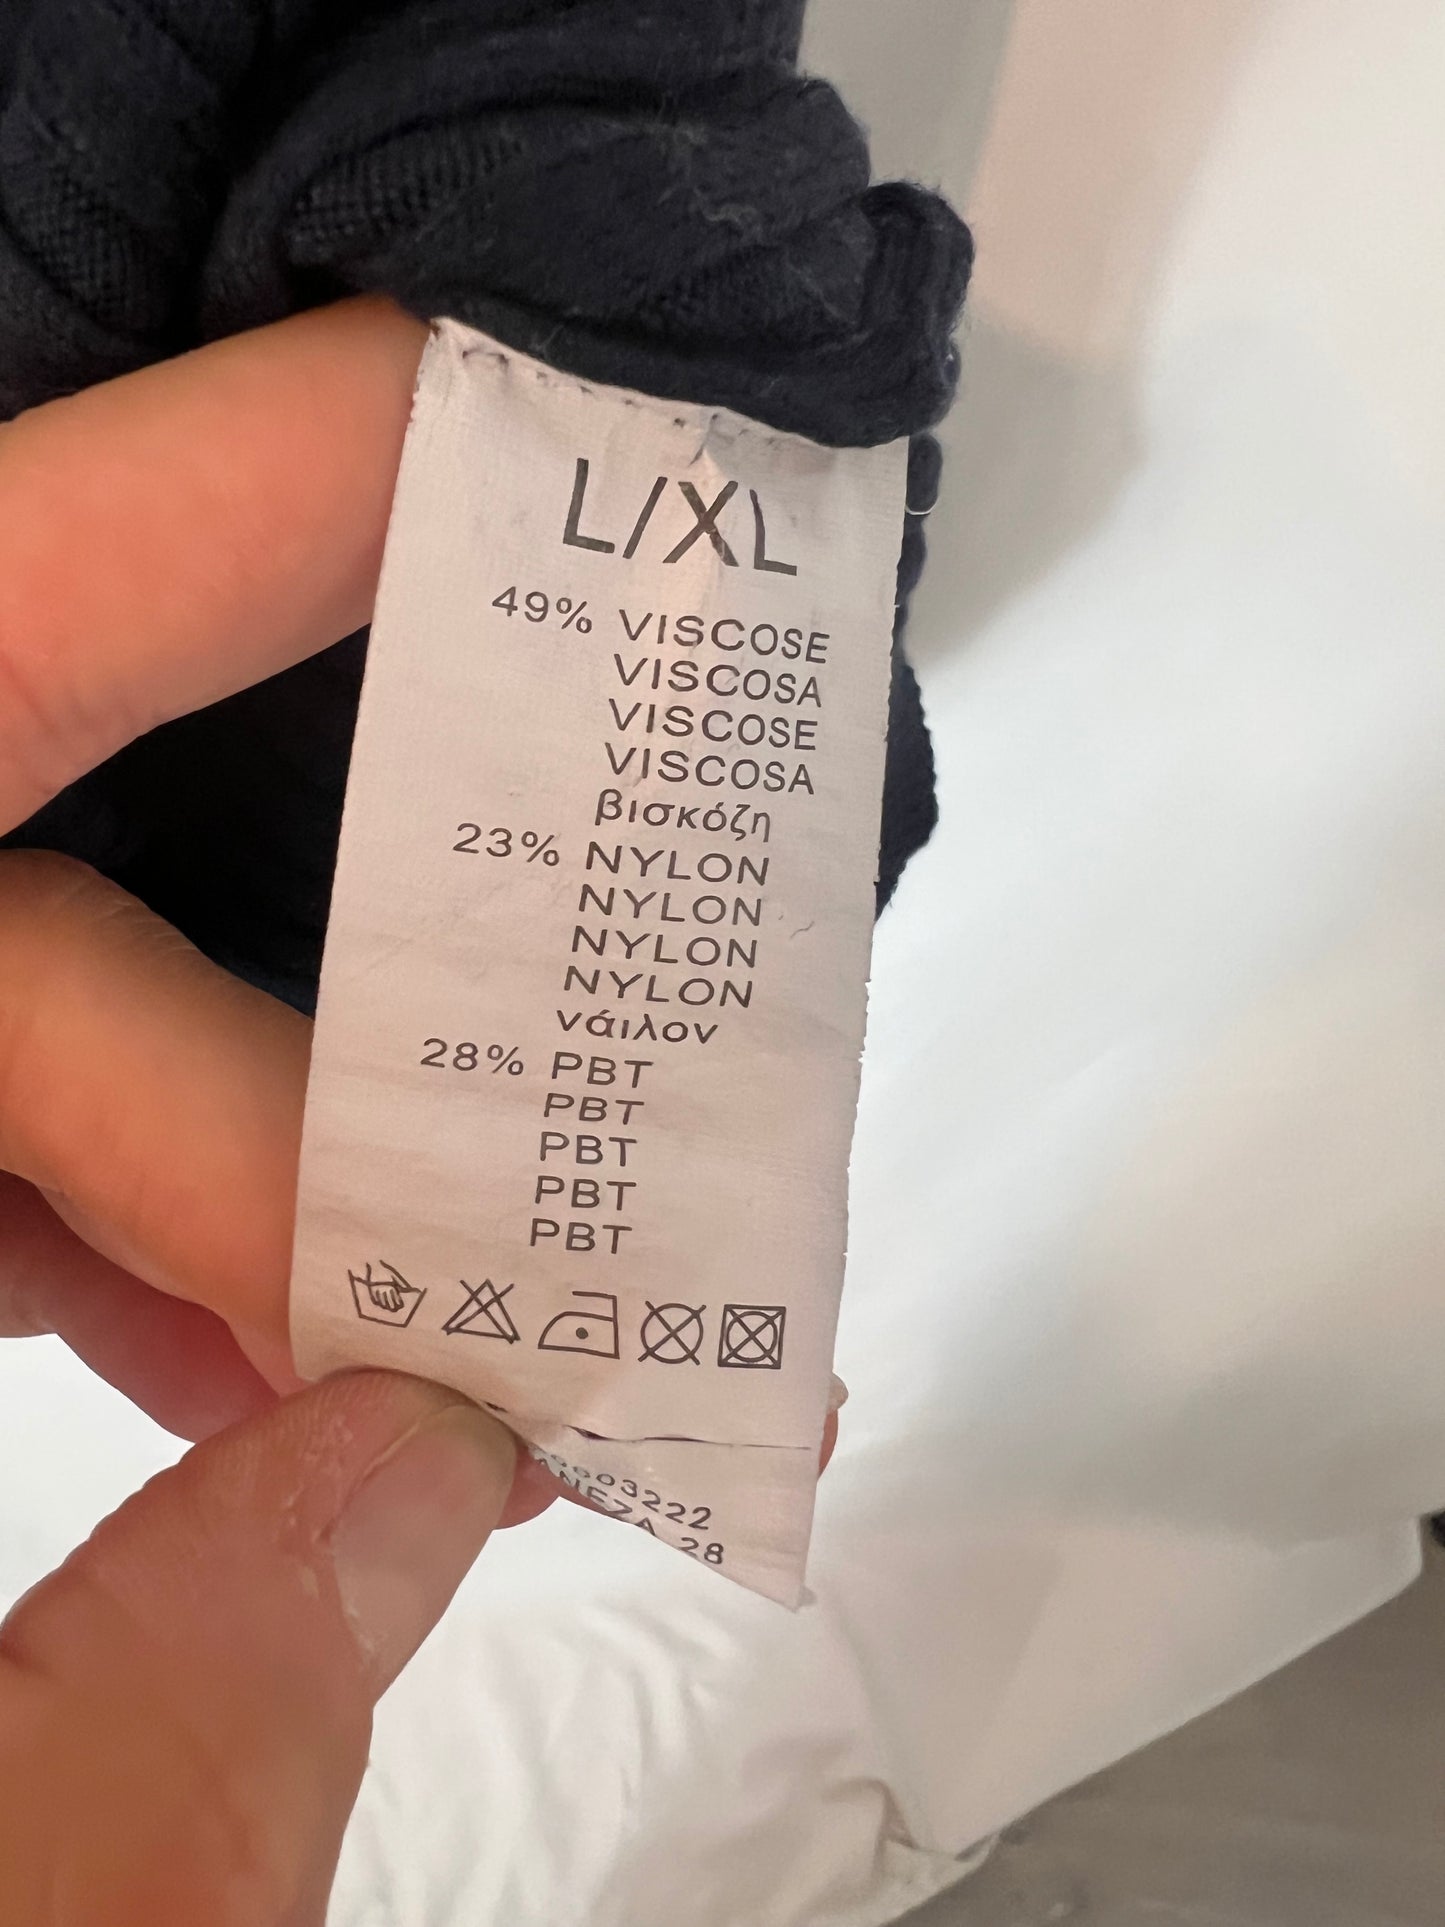 L/XL
49% VISCOSE
VISCOSA
VISCOSE
VISCOSA
βισκόζη
23% NYLON
NYLON
NYLON
NYLON
νάιλον
28% PBT
PBT
PBT
PBT
PBT
28